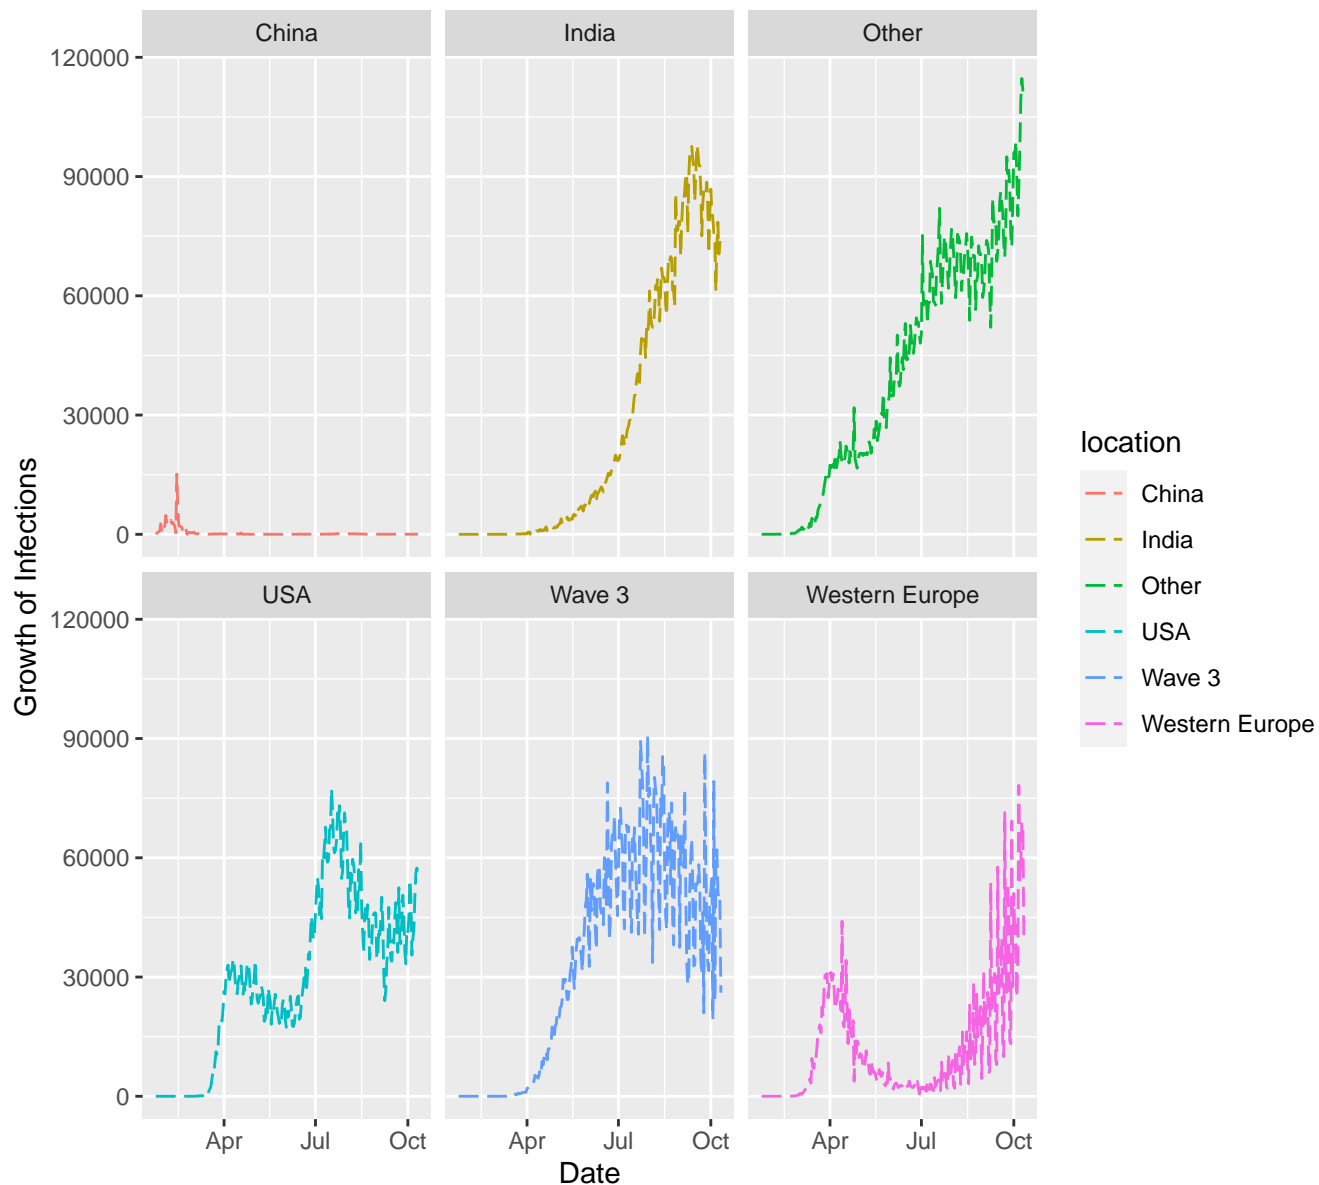 China India Other
120000
90000
60000
30000
0
USA Wave 3 Western Europe
120000
90000
60000
30000
0
Growth of Infections
Apr Jul Oct Apr Jul Oct Apr Jul Oct
Date
location
China
India
Other
USA
Wave 3
Western Europe